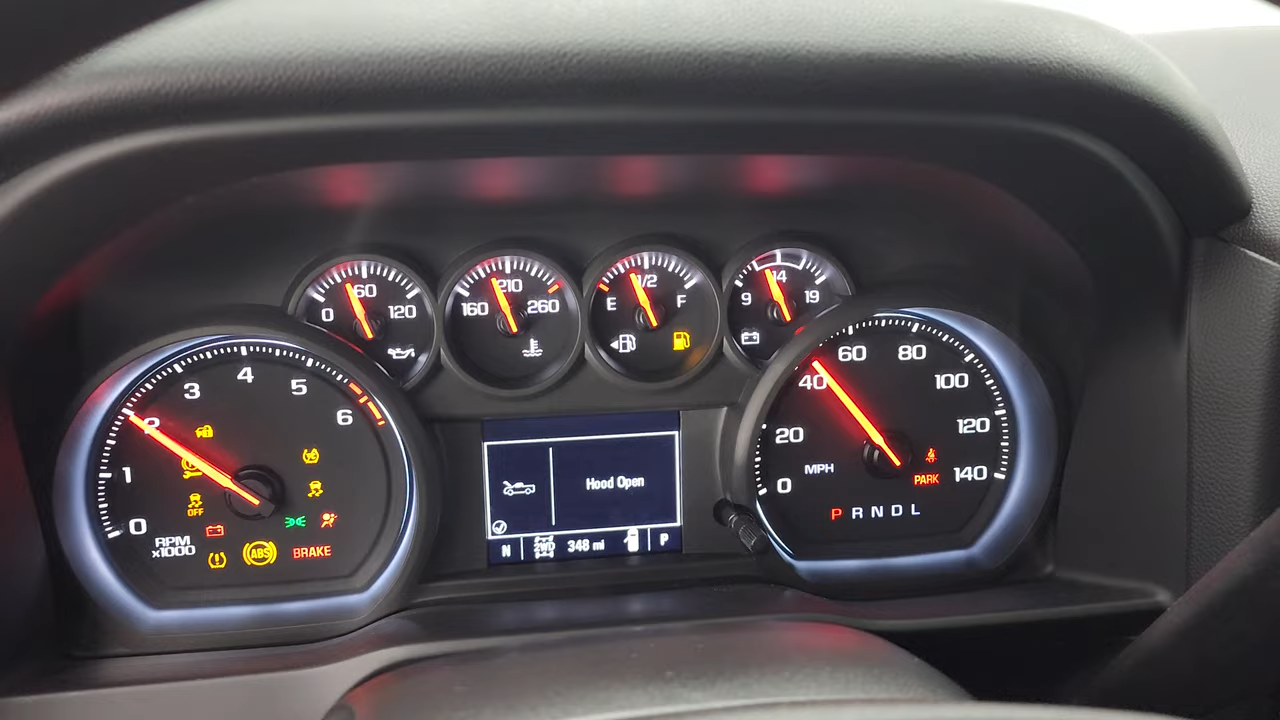 0 60 120
160 210 260
E 1/2 F
9 14 19
0 1 2 3 4 5 6
RPM
x1000
OFF
ABS
BRAKE
Hood Open
N 2WD 348 mi P
0 20 40 60 80 100 120 140
MPH
PARK
P R N D L